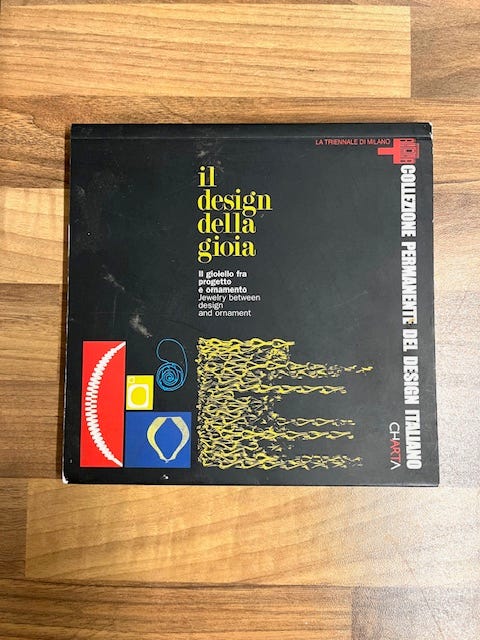 LA TRIENNALE DI MILANO
COLLEZIONE PERMANENTE DEL DESIGN ITALIANO
il
design
della
gioia
Il gioiello fra
progetto
e ornamento
Jewelry between
design
and ornament
CHARTA